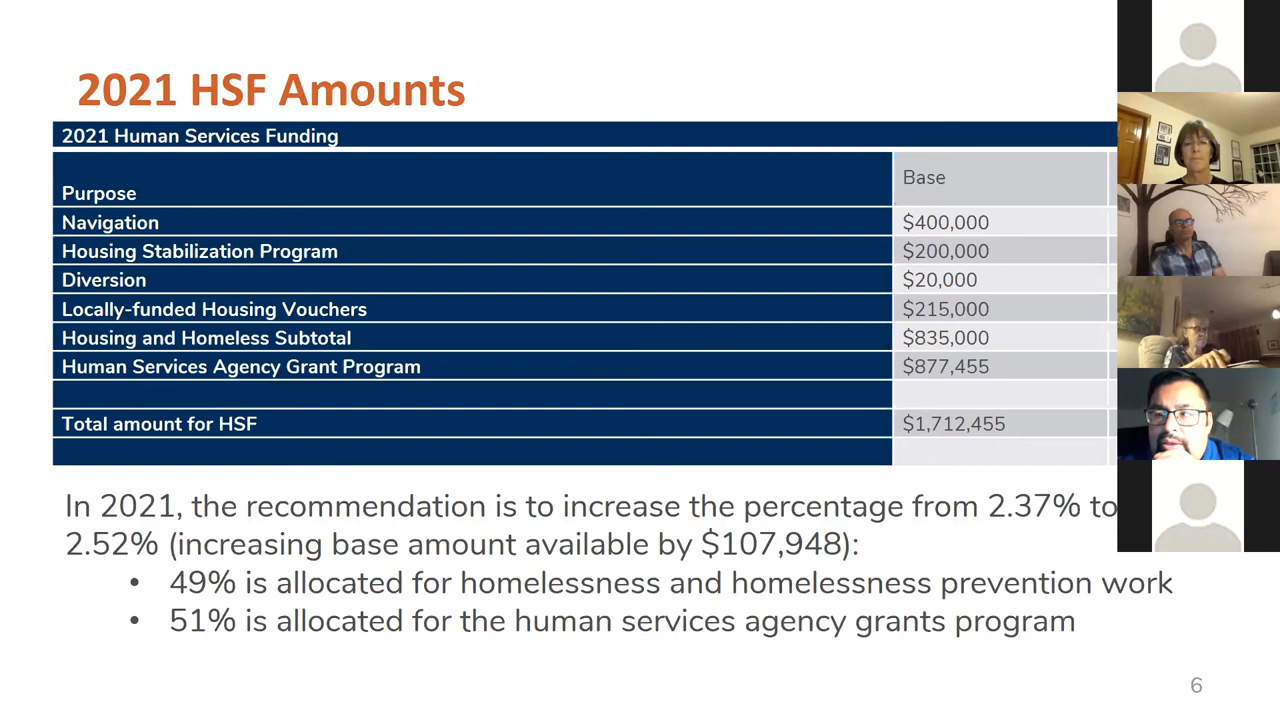 2021 HSF Amounts
2021 Human Services Funding
Purpose Base
Navigation $400,000
Housing Stabilization Program $200,000
Diversion $20,000
Locally-funded Housing Vouchers $215,000
Housing and Homeless Subtotal $835,000
Human Services Agency Grant Program $877,455
Total amount for HSF $1,712,455
In 2021, the recommendation is to increase the percentage from 2.37% to
2.52% (increasing base amount available by $107,948):
• 49% is allocated for homelessness and homelessness prevention work
• 51% is allocated for the human services agency grants program
6